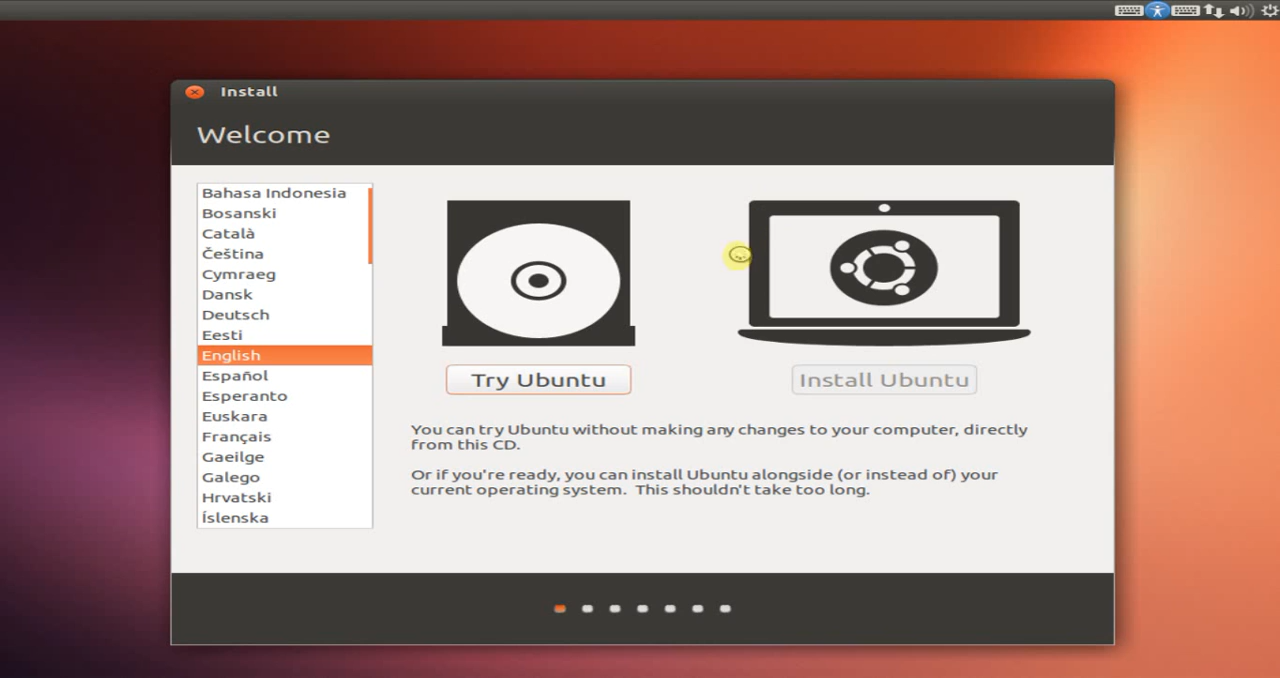 Install
Welcome
Bahasa Indonesia
Bosanski
Català
Čeština
Cymraeg
Dansk
Deutsch
Eesti
English
Español
Esperanto
Euskara
Français
Gaeilge
Galego
Hrvatski
Íslenska
Try Ubuntu
Install Ubuntu
You can try Ubuntu without making any changes to your computer, directly
from this CD.
Or if you're ready, you can install Ubuntu alongside (or instead of) your
current operating system. This shouldn't take too long.